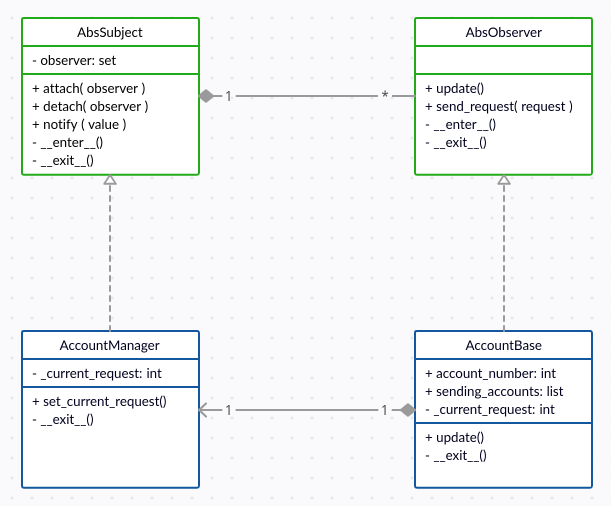 AbsSubject
- observer: set
+ attach( observer )
+ detach( observer )
+ notify ( value )
- __enter__()
- __exit__()
1
*
AbsObserver
+ update()
+ send_request( request )
- __enter__()
- __exit__()
AccountManager
- _current_request: int
+ set_current_request()
- __exit__()
1
1
AccountBase
+ account_number: int
+ sending_accounts: list
- _current_request: int
+ update()
- __exit__()